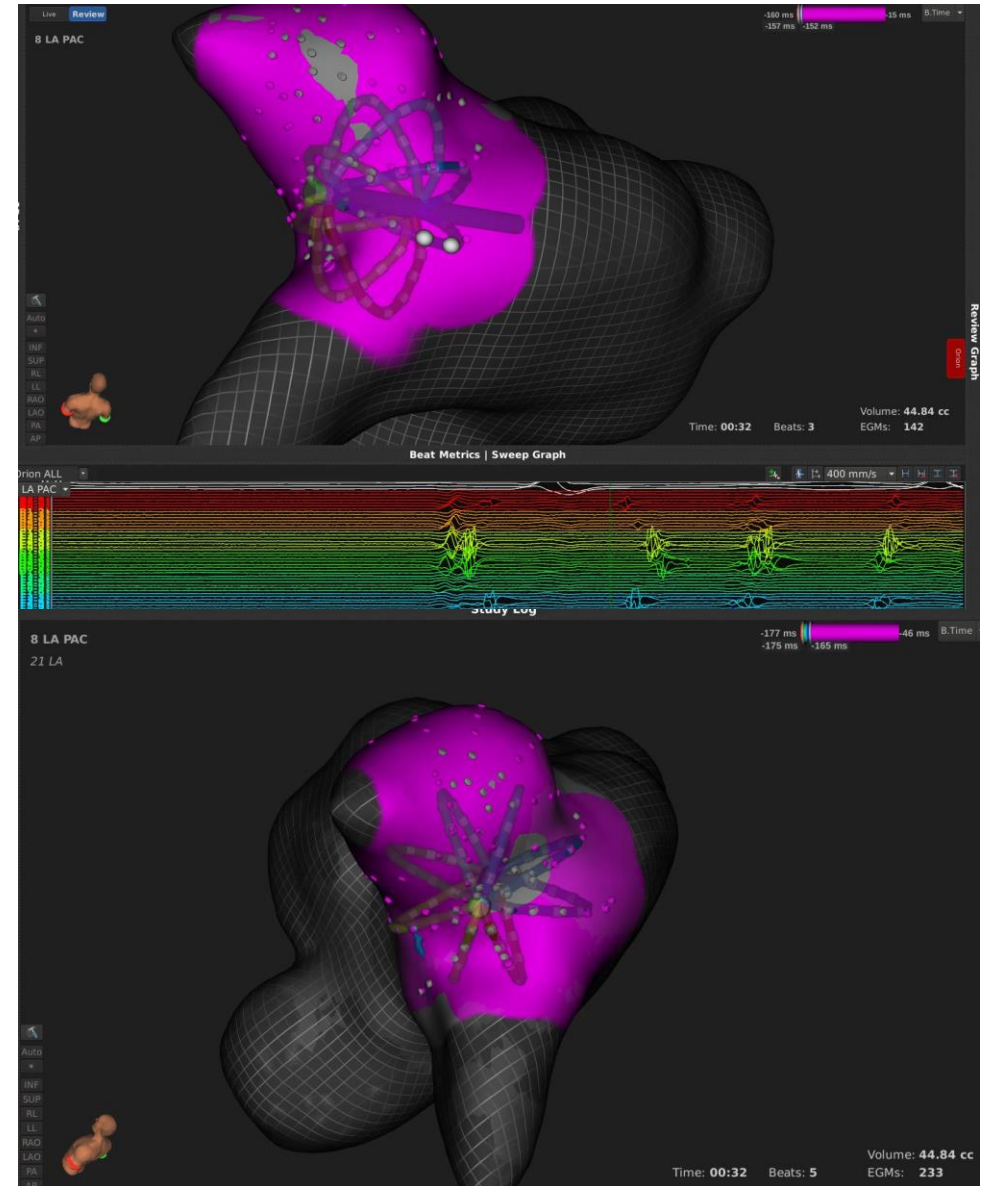 Live Review
-160 ms -15 ms B.Time
-157 ms -152 ms
8 LA PAC
Auto
INF
SUP
RL
LL
RAO
LAO
PA
AP
Orion
Review Graph
Volume: 44.84 cc
Time: 00:32 Beats: 3 EGMs: 142
Beat Metrics | Sweep Graph
Orion ALL 400 mm/s
LA PAC
Study Log
8 LA PAC
21 LA
-177 ms -46 ms B.Time
-175 ms -165 ms
Auto
INF
SUP
RL
LL
RAO
LAO
PA
AP
Volume: 44.84 cc
Time: 00:32 Beats: 5 EGMs: 233